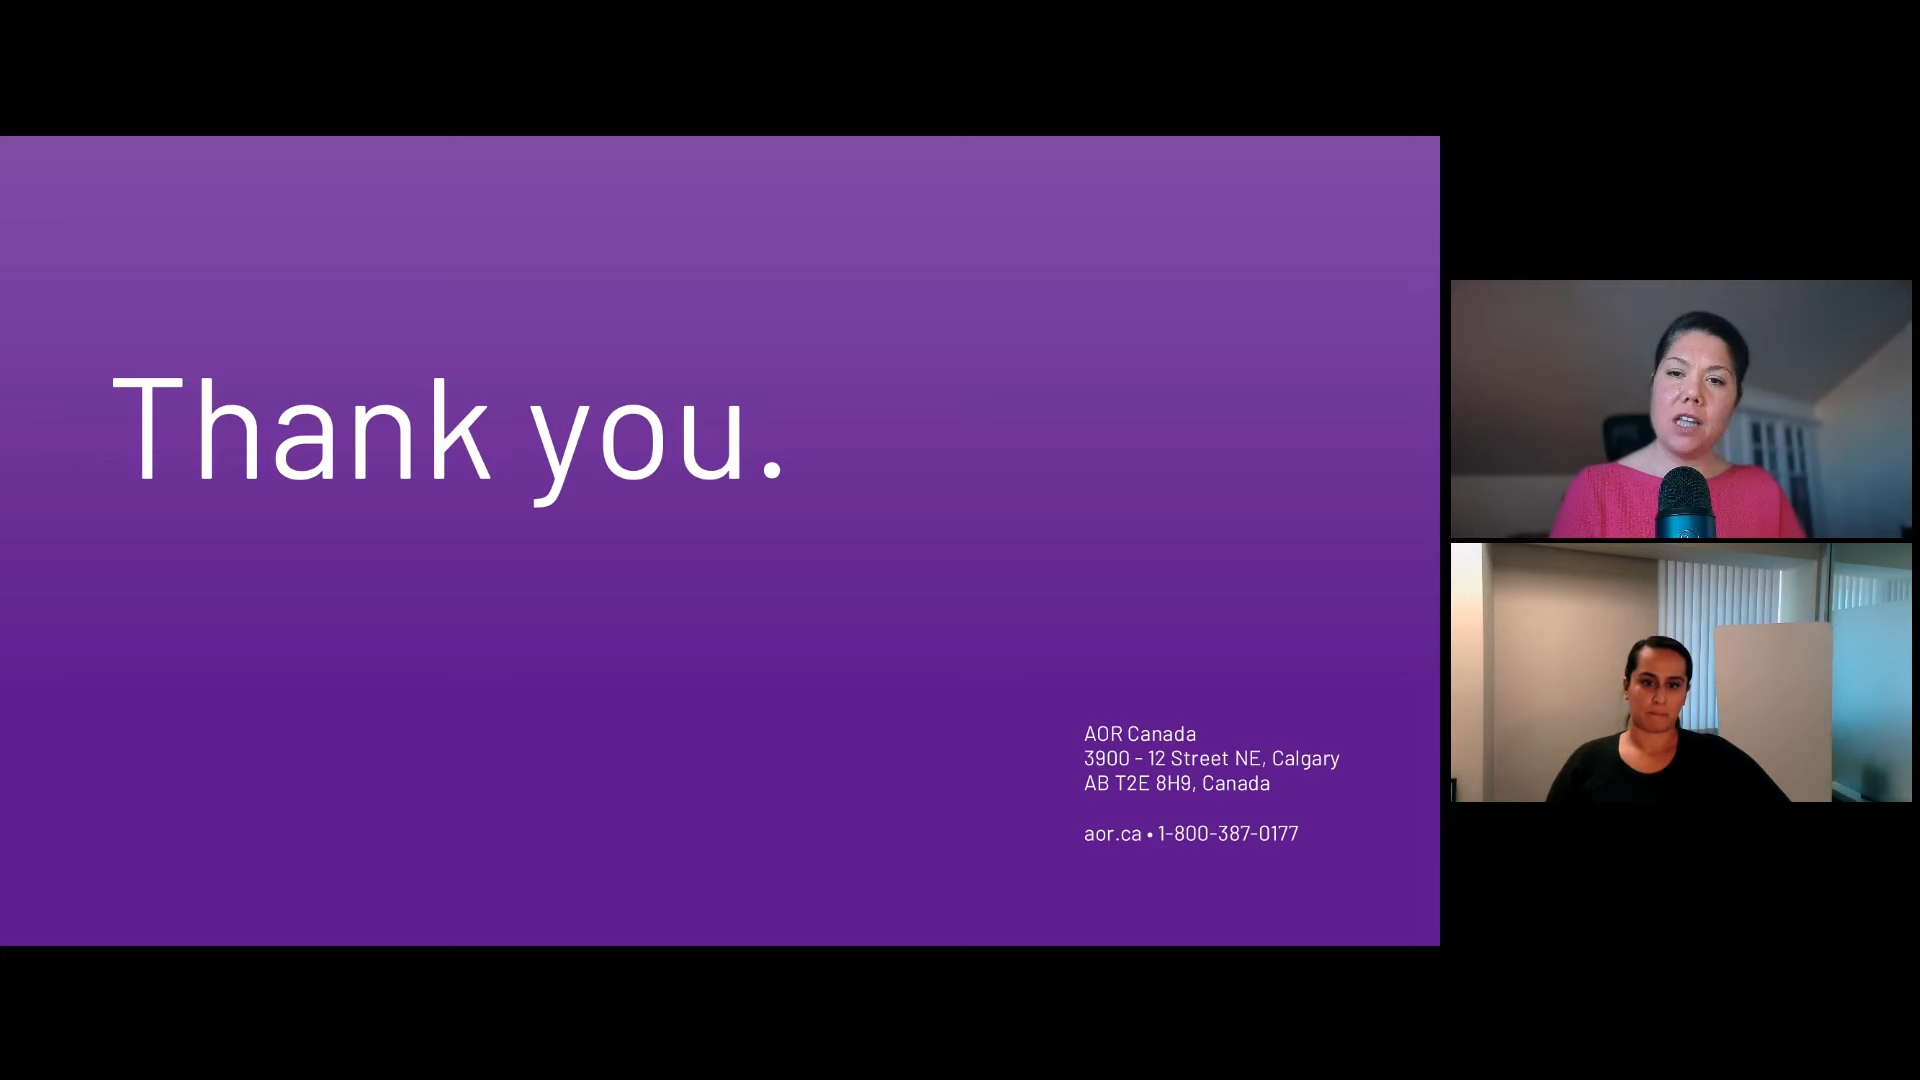 Thank you.
AOR Canada
3900 - 12 Street NE, Calgary
AB T2E 8H9, Canada
aor.ca • 1-800-387-0177